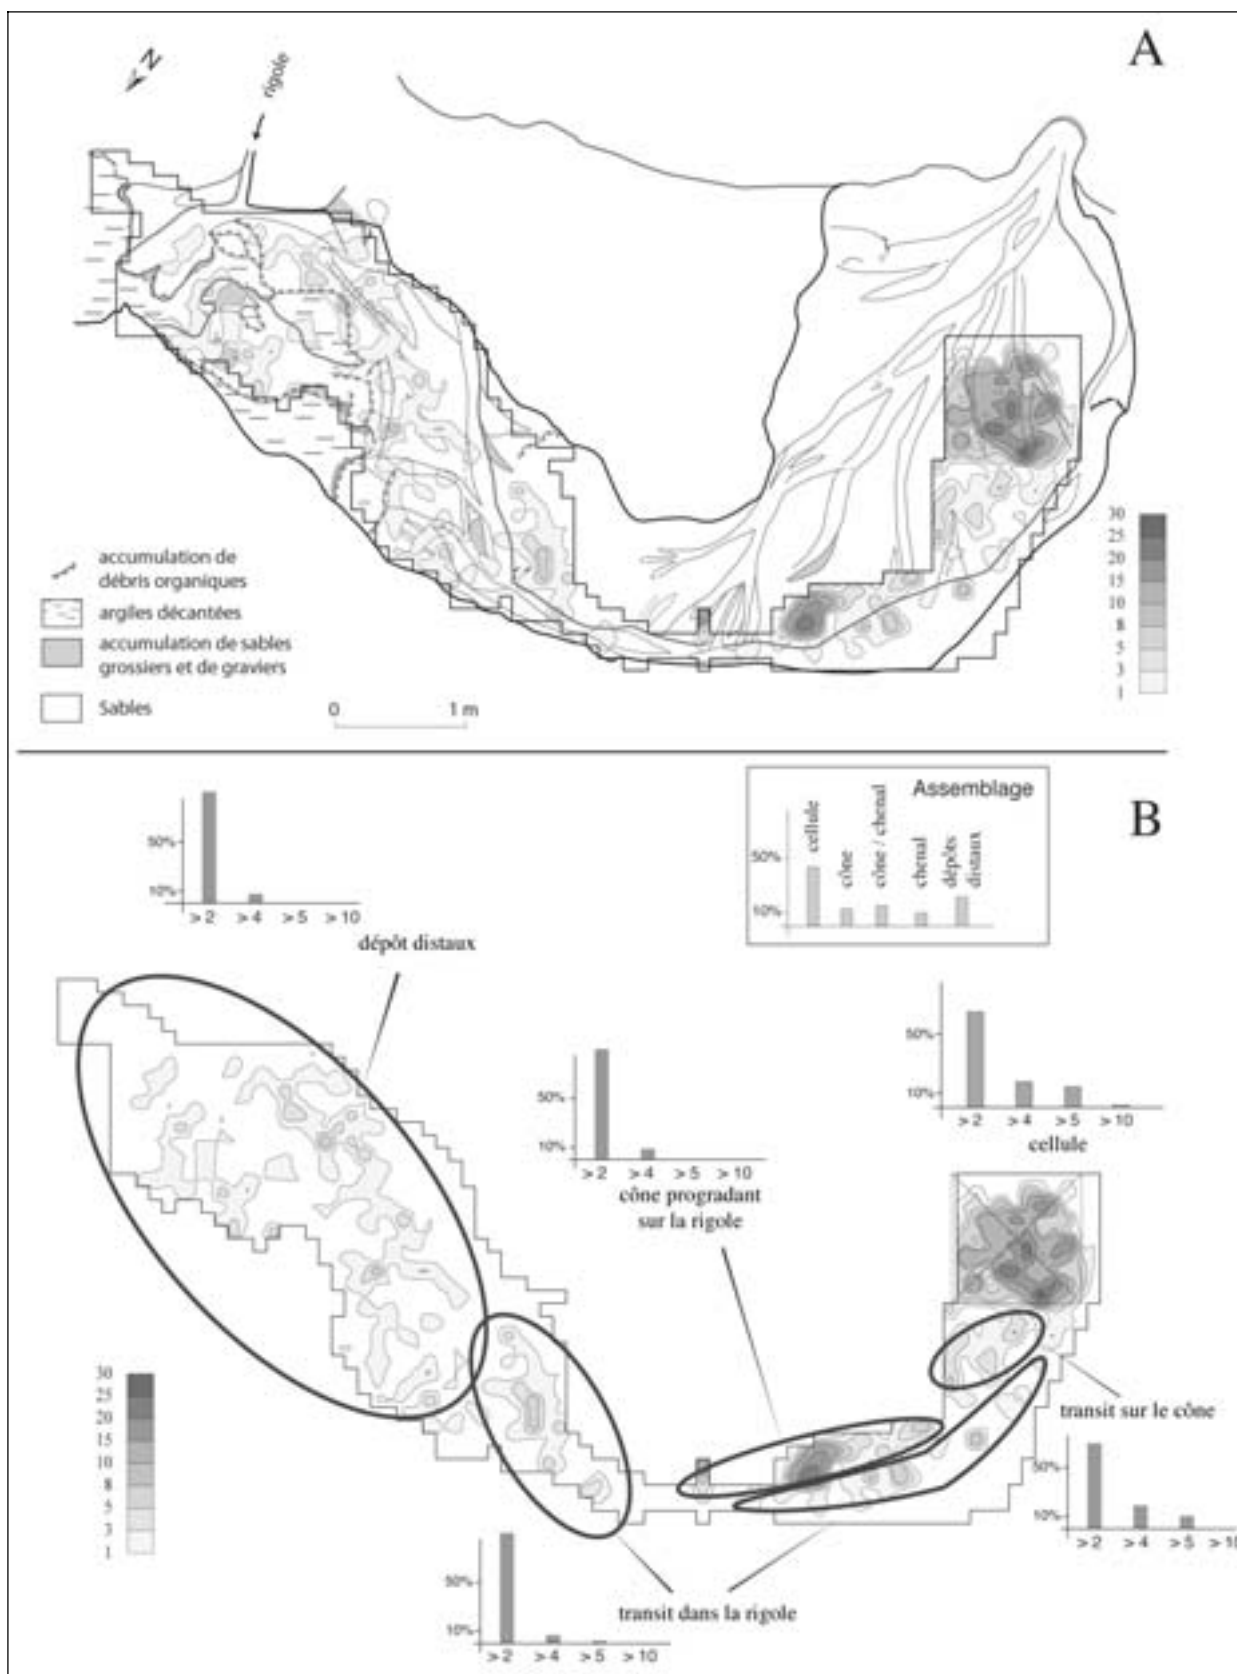 A
N
rigole
accumulation de
débris organiques
argiles décantées
accumulation de sables
grossiers et de graviers
Sables
0 1 m
30
25
20
15
10
8
5
3
1
B
50%
10%
> 2 > 4 > 5 > 10
dépôt distaux
Assemblage
50%
10%
cellule
cône
cône / chenal
chenal
dépôts
distaux
50%
10%
> 2 > 4 > 5 > 10
cône progradant
sur la rigole
50%
10%
> 2 > 4 > 5 > 10
cellule
30
25
20
15
10
8
5
3
1
transit sur le cône
50%
10%
> 2 > 4 > 5 > 10
transit dans la rigole
50%
10%
> 2 > 4 > 5 > 10